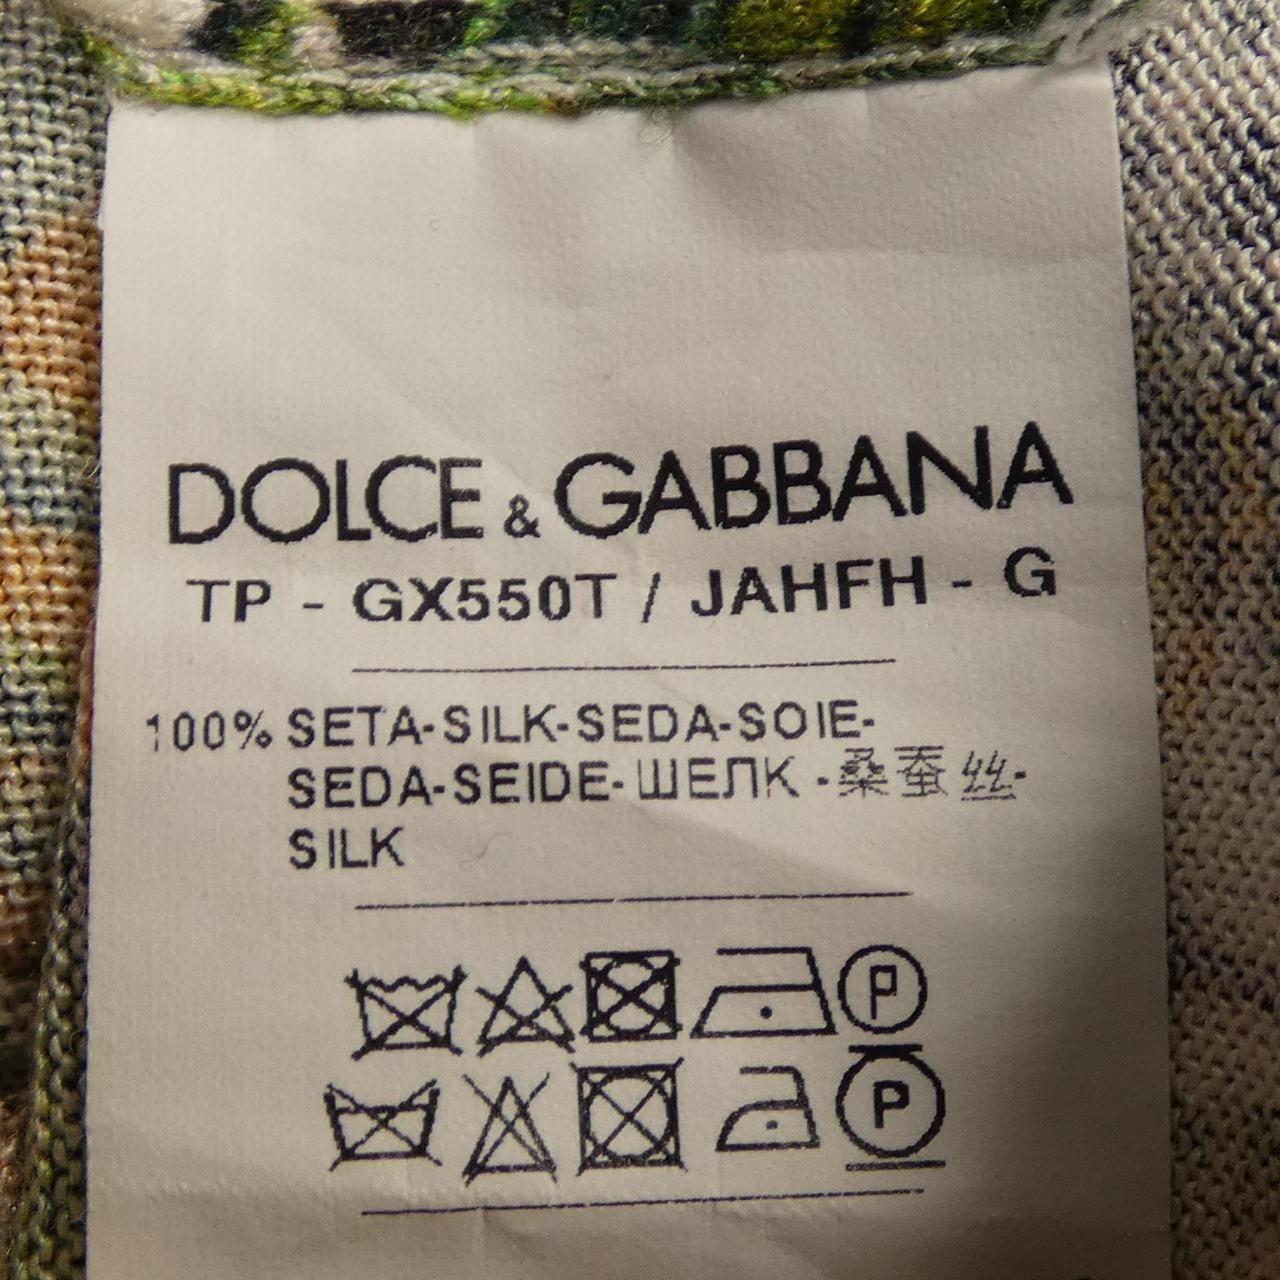 DOLCE & GABBANA
TP - GX550T / JAHFH - G
100% SETA-SILK-SEDA-SOIE-
SEDA-SEIDE-ШЕЛК -桑蚕丝-
SILK
P
P